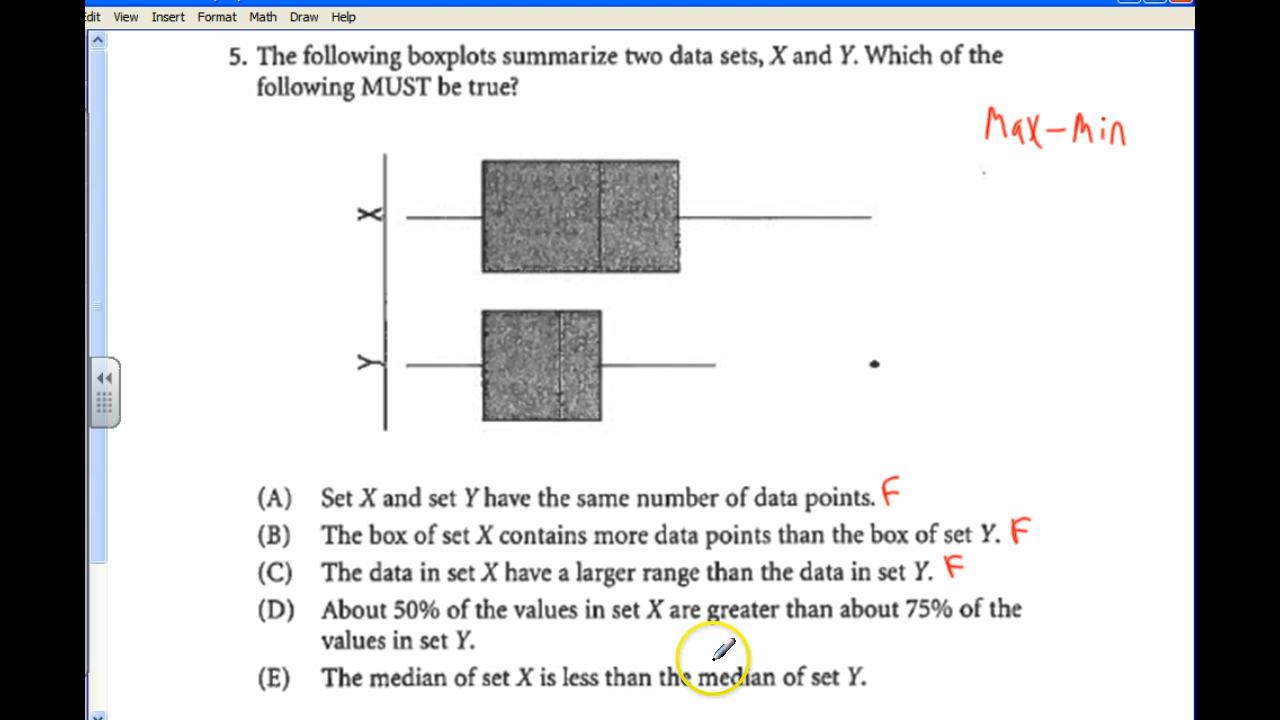 Edit View Insert Format Math Draw Help
5. The following boxplots summarize two data sets, X and Y. Which of the
following MUST be true?
Max-Min
X
Y
(A) Set X and set Y have the same number of data points. F
(B) The box of set X contains more data points than the box of set Y. F
(C) The data in set X have a larger range than the data in set Y. F
(D) About 50% of the values in set X are greater than about 75% of the
values in set Y.
(E) The median of set X is less than the median of set Y.